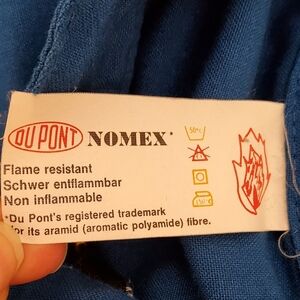 DU PONT NOMEX*
Flame resistant
Schwer entflammbar
Non inflammable
*Du Pont's registered trademark
for its aramid (aromatic polyamide) fibre.